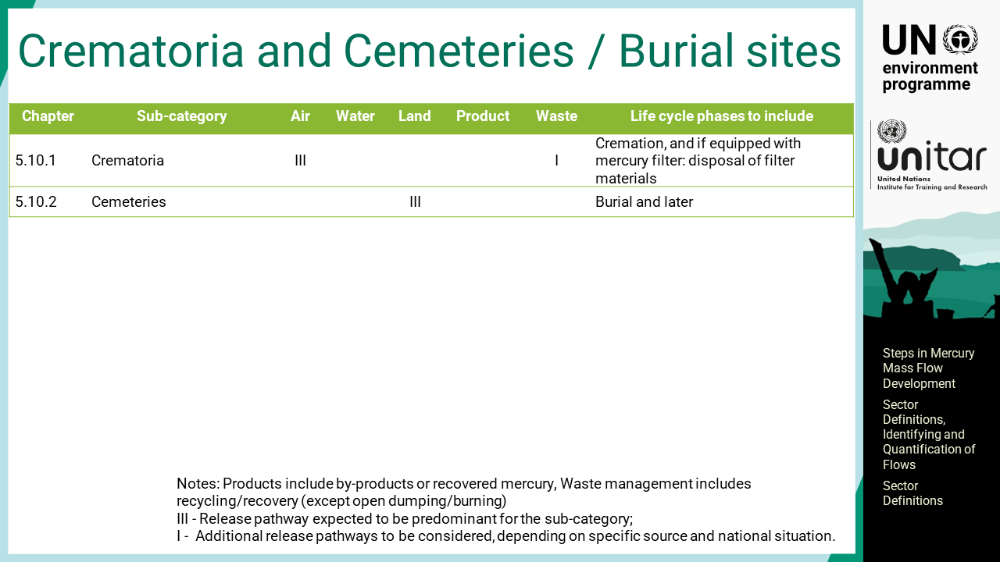 Crematoria and Cemeteries / Burial sites
Chapter Sub-category Air Water Land Product Waste Life cycle phases to include
5.10.1 Crematoria III I Cremation, and if equipped with
mercury filter: disposal of filter
materials
5.10.2 Cemeteries III Burial and later
Notes: Products include by-products or recovered mercury, Waste management includes
recycling/recovery (except open dumping/burning)
III - Release pathway expected to be predominant for the sub-category;
I - Additional release pathways to be considered, depending on specific source and national situation.
UN
environment
programme
unitar
United Nations
Institute for Training and Research
Steps in Mercury
Mass Flow
Development
Sector
Definitions,
Identifying and
Quantification of
Flows
Sector
Definitions